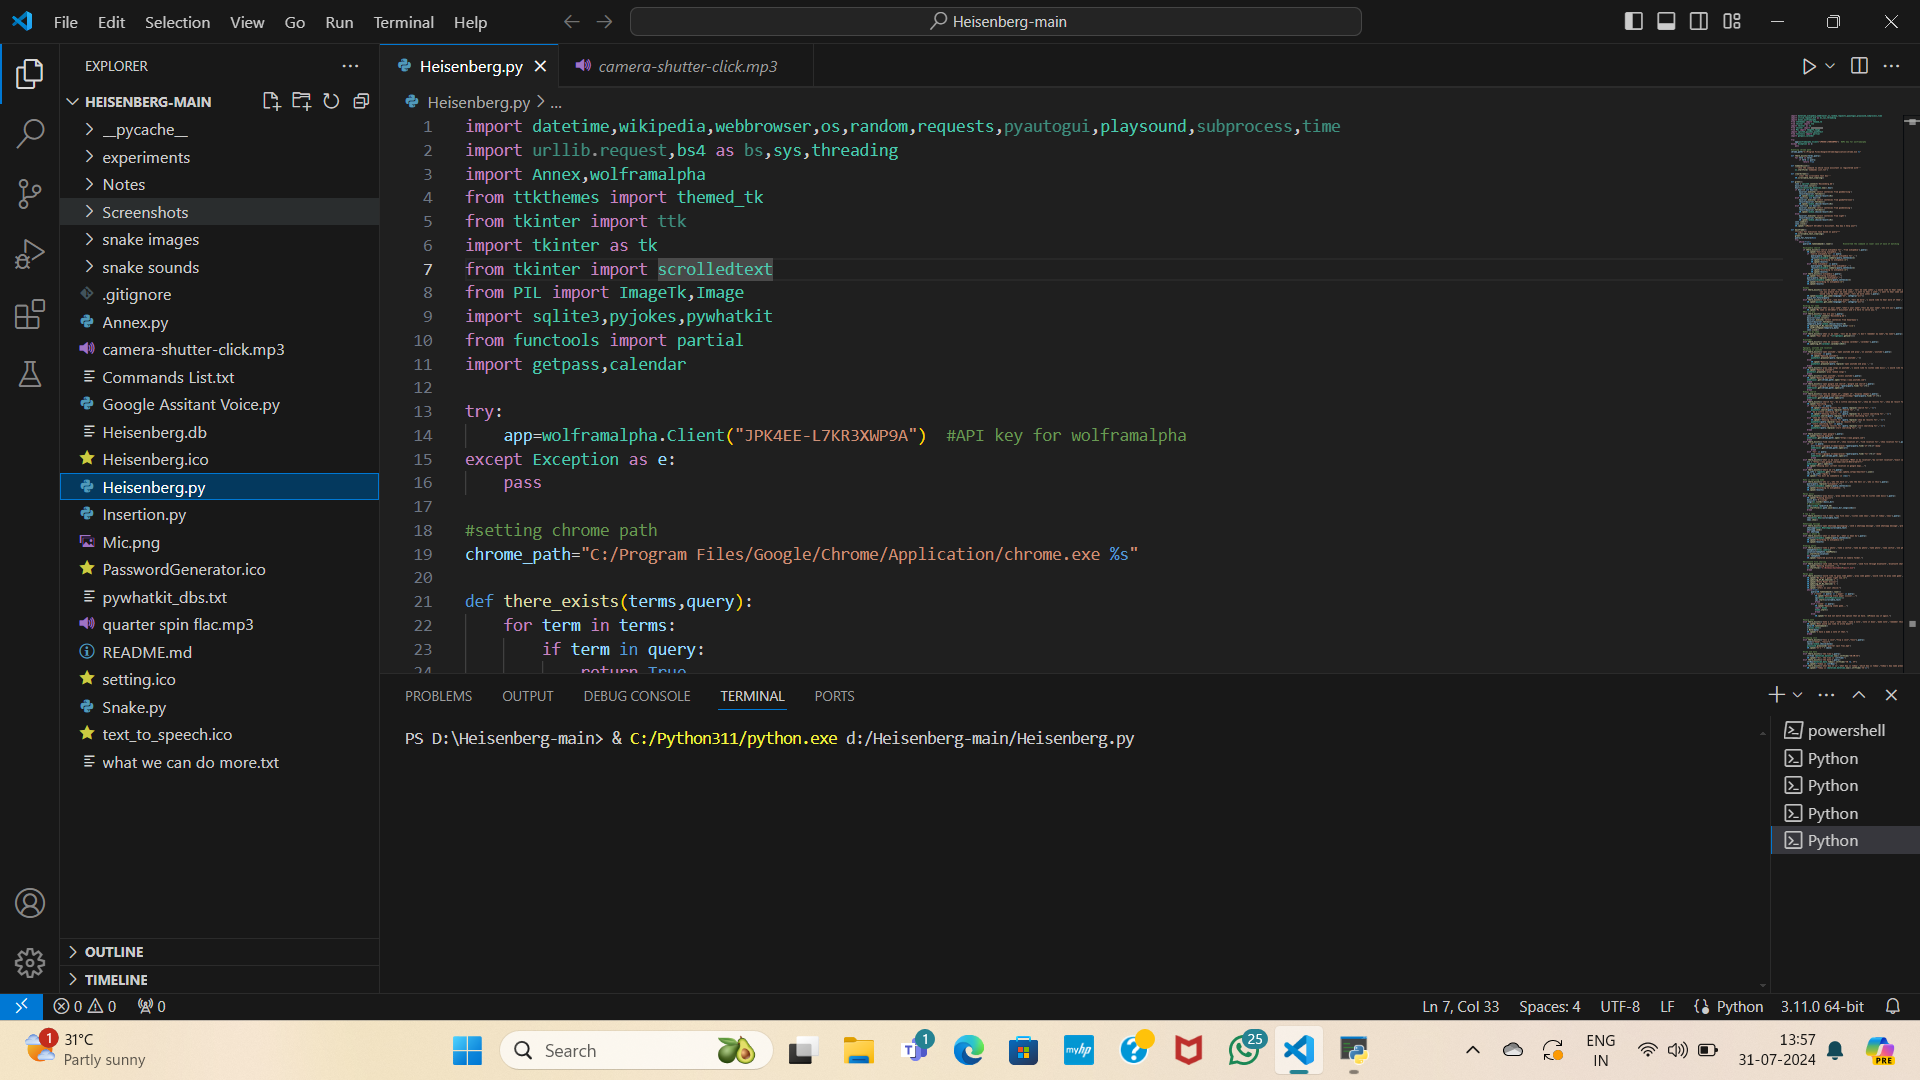 File Edit Selection View Go Run Terminal Help
Heisenberg-main
EXPLORER
HEISENBERG-MAIN
__pycache__
experiments
Notes
Screenshots
snake images
snake sounds
.gitignore
Annex.py
camera-shutter-click.mp3
Commands List.txt
Google Assitant Voice.py
Heisenberg.db
Heisenberg.ico
Heisenberg.py
Insertion.py
Mic.png
PasswordGenerator.ico
pywhatkit_dbs.txt
quarter spin flac.mp3
README.md
setting.ico
Snake.py
text_to_speech.ico
what we can do more.txt
OUTLINE
TIMELINE
Heisenberg.py camera-shutter-click.mp3
Heisenberg.py > ...
1 import datetime,wikipedia,webbrowser,os,random,requests,pyautogui,playsound,subprocess,time
2 import urllib.request,bs4 as bs,sys,threading
3 import Annex,wolframalpha
4 from ttkthemes import themed_tk
5 from tkinter import ttk
6 import tkinter as tk
7 from tkinter import scrolledtext
8 from PIL import ImageTk,Image
9 import sqlite3,pyjokes,pywhatkit
10 from functools import partial
11 import getpass,calendar
12
13 try:
14 app=wolframalpha.Client("JPK4EE-L7KR3XWP9A") #API key for wolframalpha
15 except Exception as e:
16 pass
17
18 #setting chrome path
19 chrome_path="C:/Program Files/Google/Chrome/Application/chrome.exe %s"
20
21 def there_exists(terms,query):
22 for term in terms:
23 if term in query:
24 return True
PROBLEMS OUTPUT DEBUG CONSOLE TERMINAL PORTS
PS D:\Heisenberg-main> & C:/Python311/python.exe d:/Heisenberg-main/Heisenberg.py
powershell
Python
Python
Python
Python
0 0 0
Ln 7, Col 33 Spaces: 4 UTF-8 LF Python 3.11.0 64-bit
1
31°C
Partly sunny
Search
1
myhp
25
ENG
IN
13:57
31-07-2024
PRE